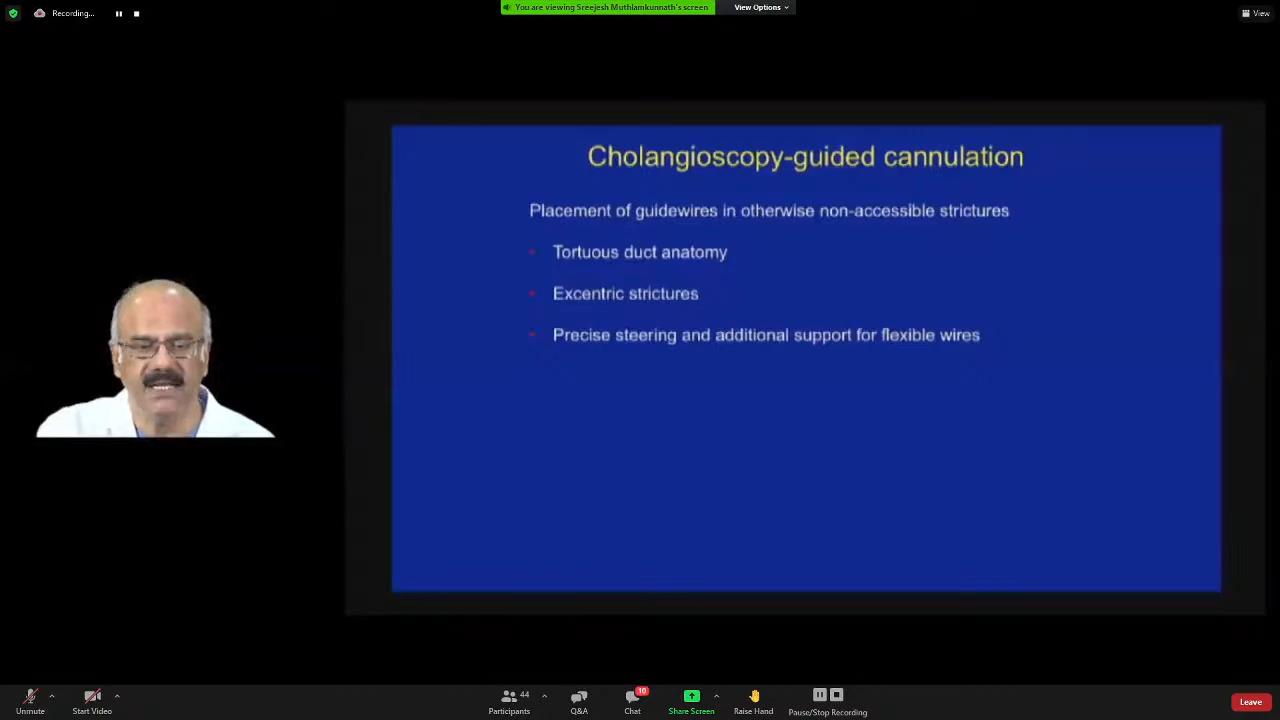 Recording...
You are viewing Sreejesh Muthlamkunnath's screen
View Options
View
Cholangioscopy-guided cannulation
Placement of guidewires in otherwise non-accessible strictures
Tortuous duct anatomy
Excentric strictures
Precise steering and additional support for flexible wires
Unmute
Start Video
44
Participants
Q&A
10
Chat
Share Screen
Raise Hand
Pause/Stop Recording
Leave